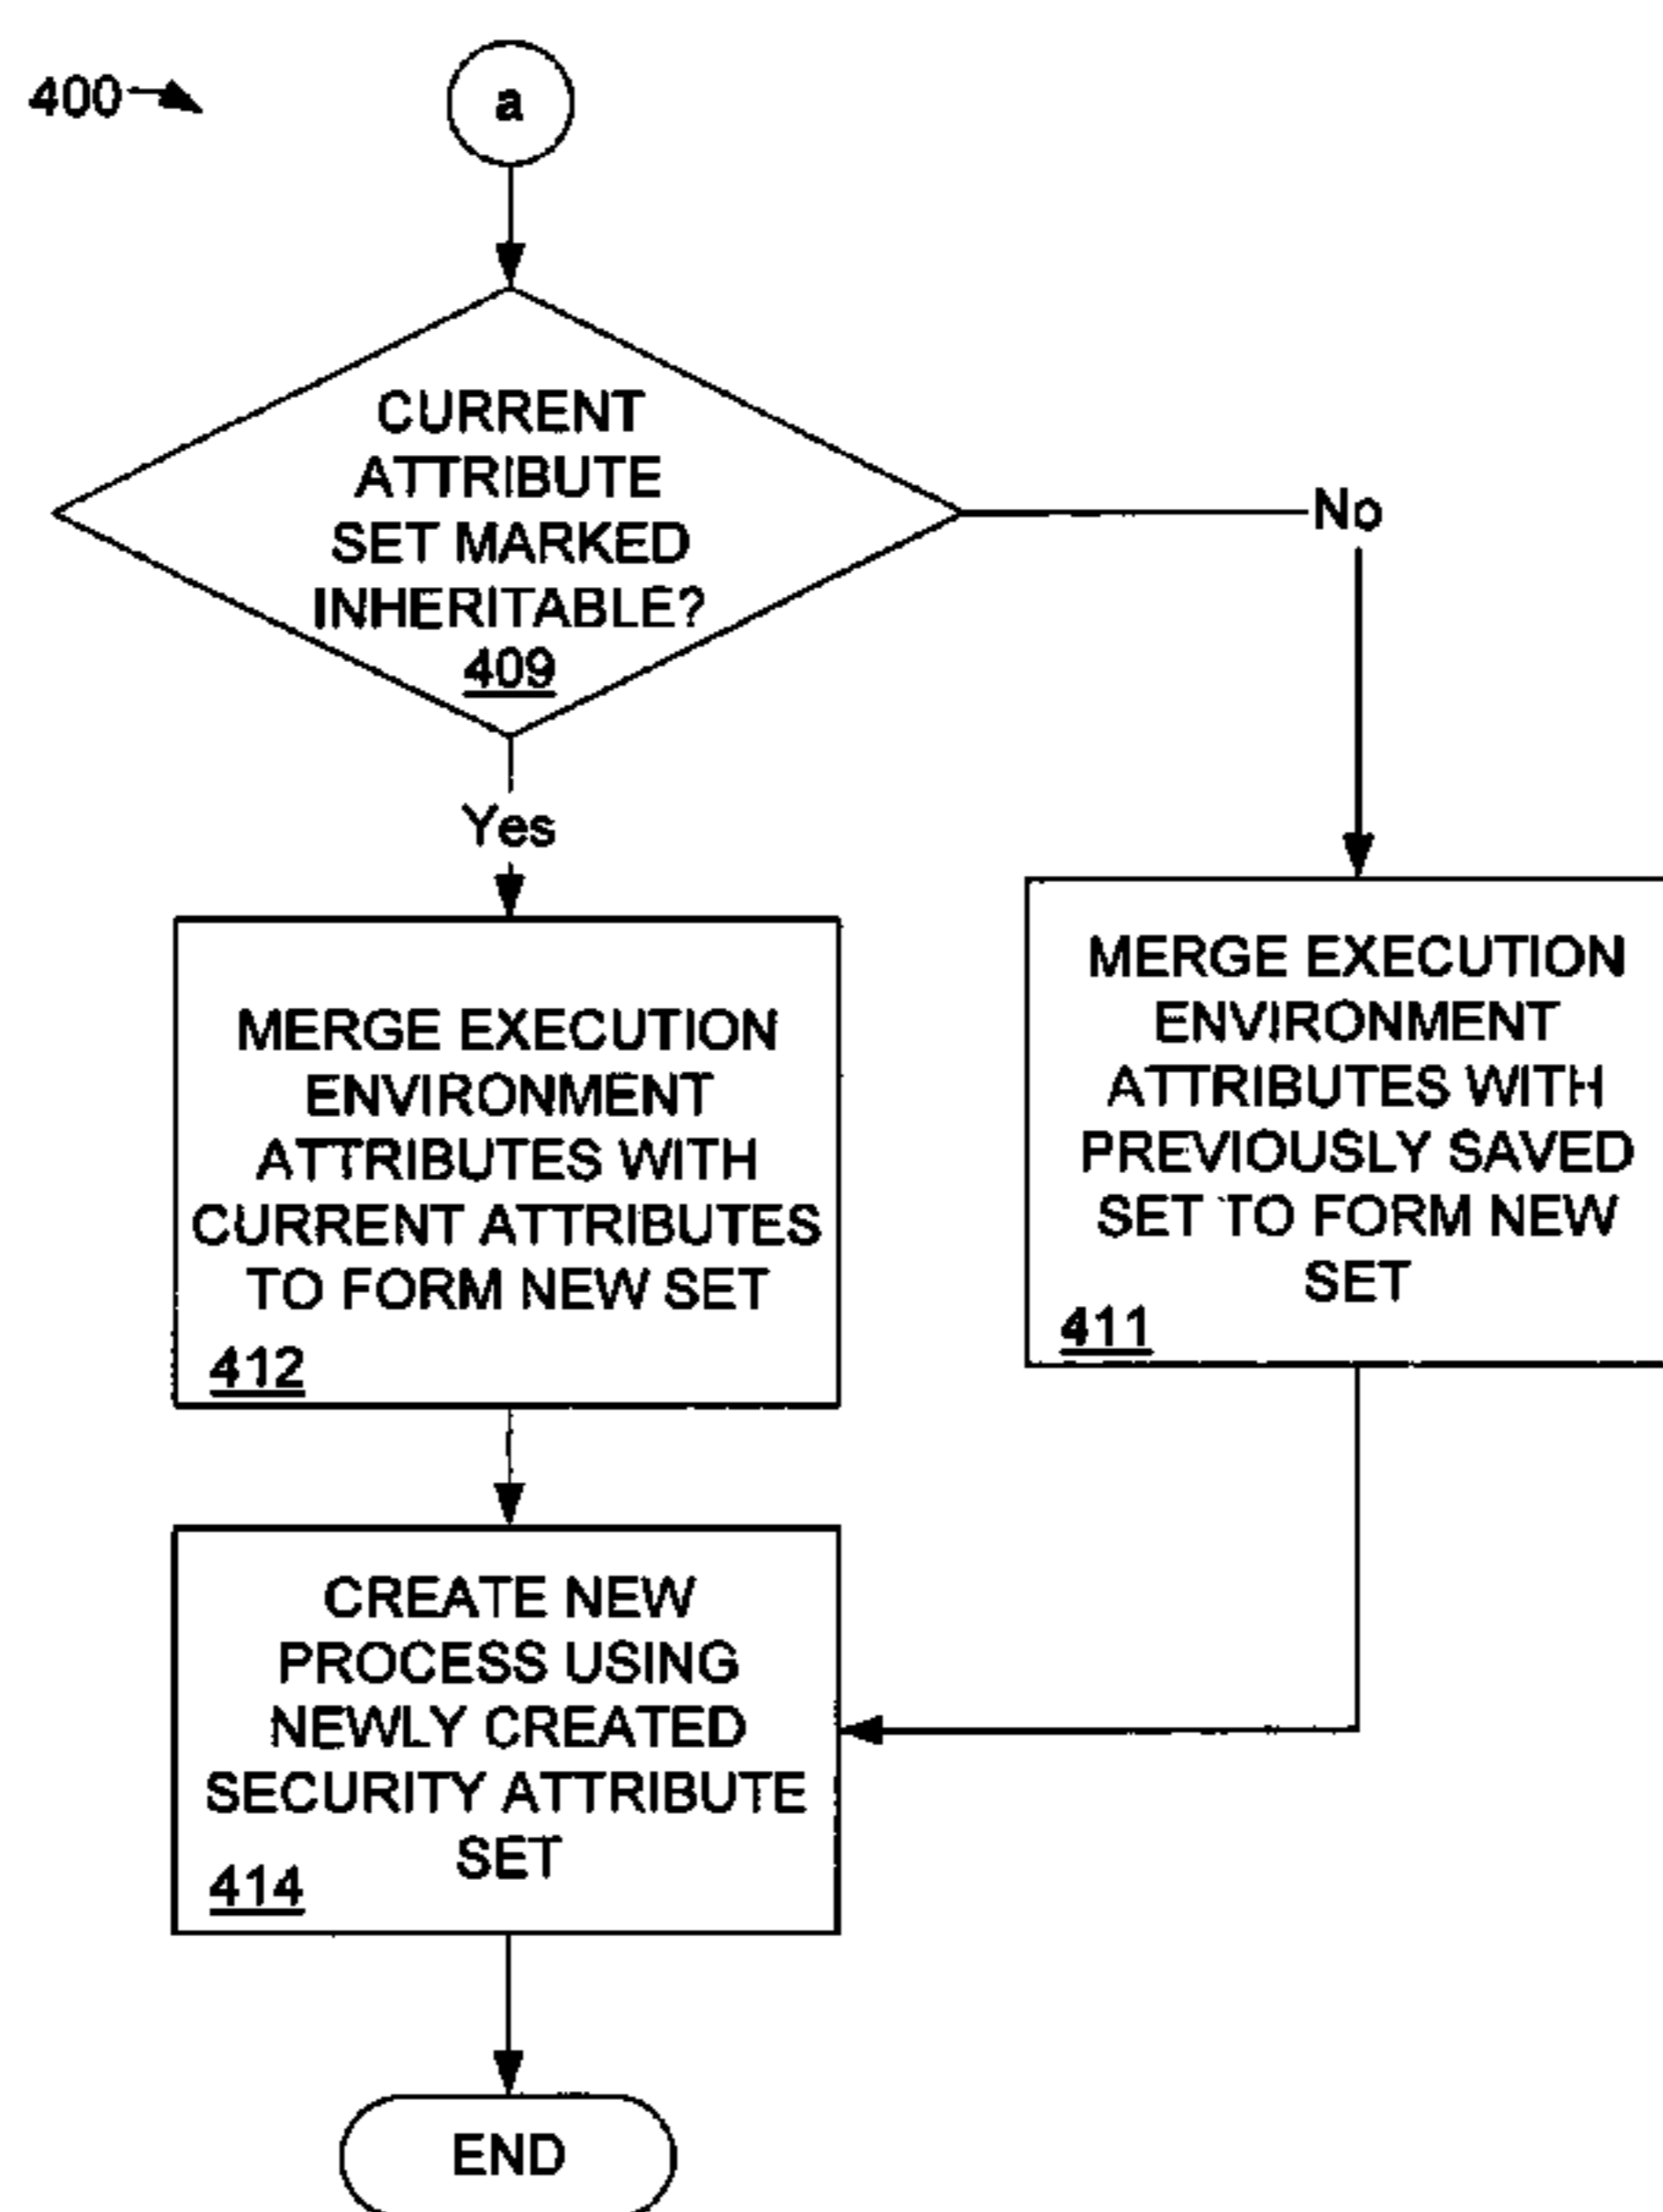 400
a
CURRENT
ATTRIBUTE
SET MARKED
INHERITABLE?
409
No
Yes
MERGE EXECUTION
ENVIRONMENT
ATTRIBUTES WITH
CURRENT ATTRIBUTES
TO FORM NEW SET
412
MERGE EXECUTION
ENVIRONMENT
ATTRIBUTES WITH
PREVIOUSLY SAVED
SET TO FORM NEW
SET
411
CREATE NEW
PROCESS USING
NEWLY CREATED
SECURITY ATTRIBUTE
SET
414
END